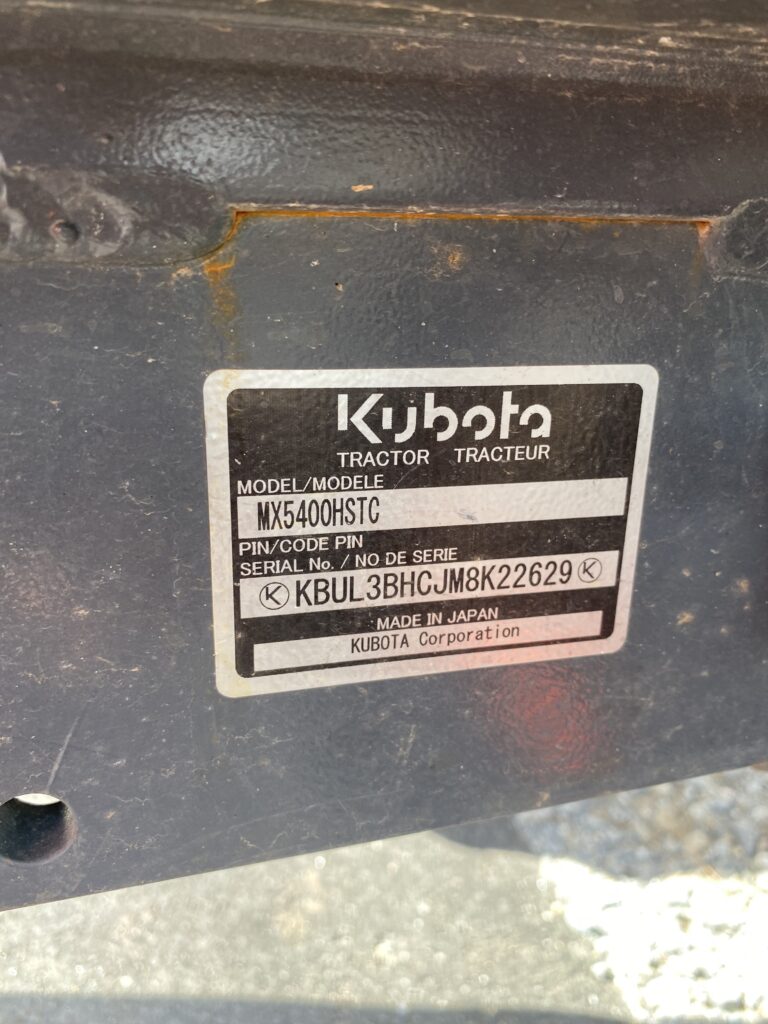 Kubota
TRACTOR TRACTEUR
MODEL/MODELE
MX5400HSTC
PIN/CODE PIN
SERIAL No. / NO DE SERIE
KBUL3BHCJM8K22629
MADE IN JAPAN
KUBOTA Corporation